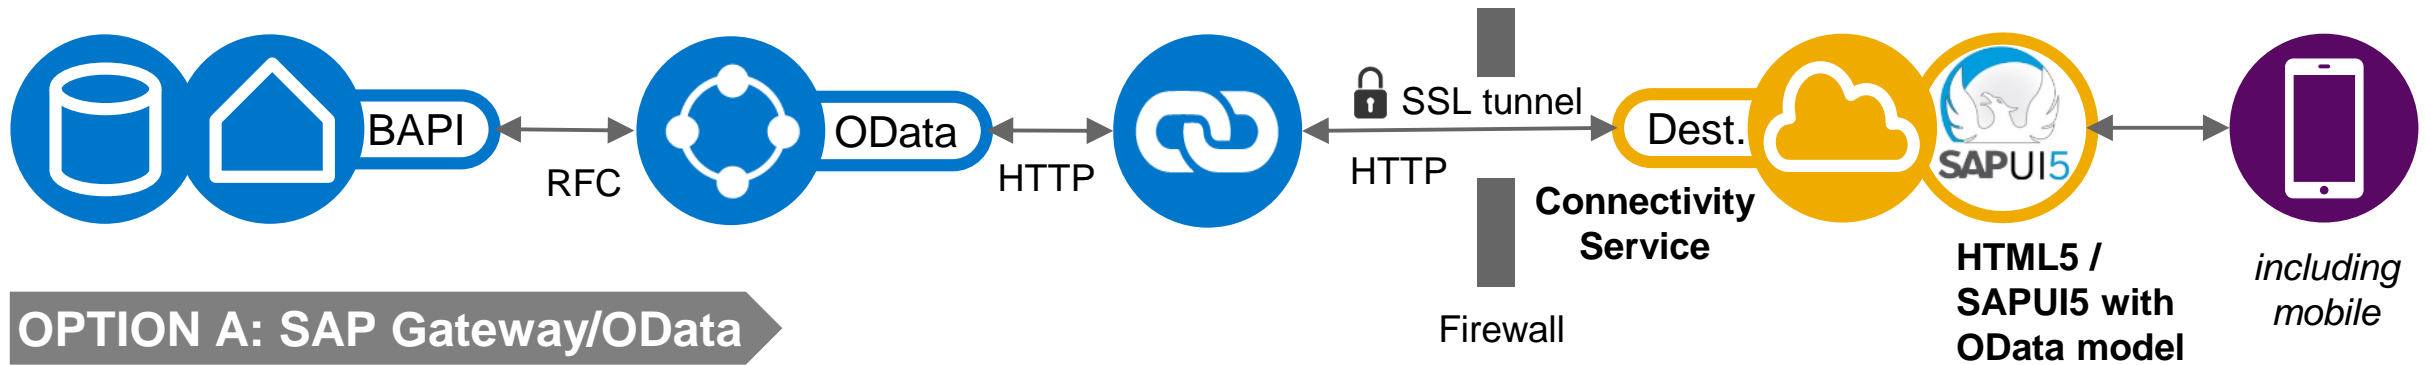 BAPI
RFC
OData
HTTP
SSL tunnel
HTTP
Firewall
Dest.
Connectivity
Service
SAPUI5
HTML5 /
SAPUI5 with
OData model
including
mobile
OPTION A: SAP Gateway/OData